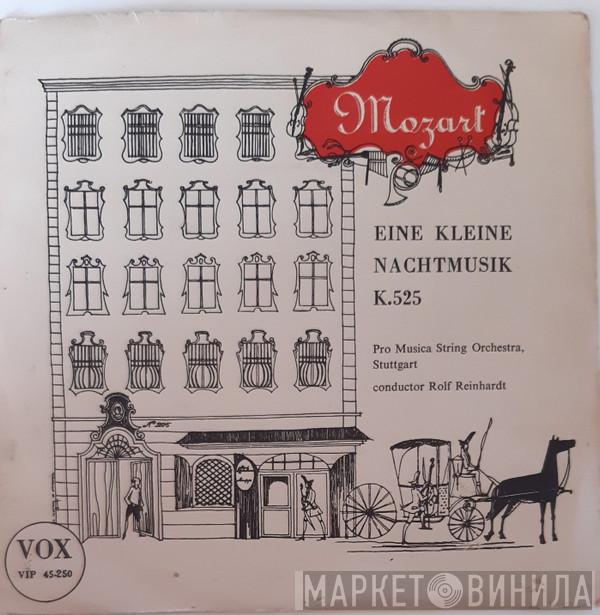 Mozart
EINE KLEINE
NACHTMUSIK
K.525
Pro Musica String Orchestra,
Stuttgart
conductor Rolf Reinhardt
VOX
VIP 45-250
МАРКЕТ ВИНИЛА